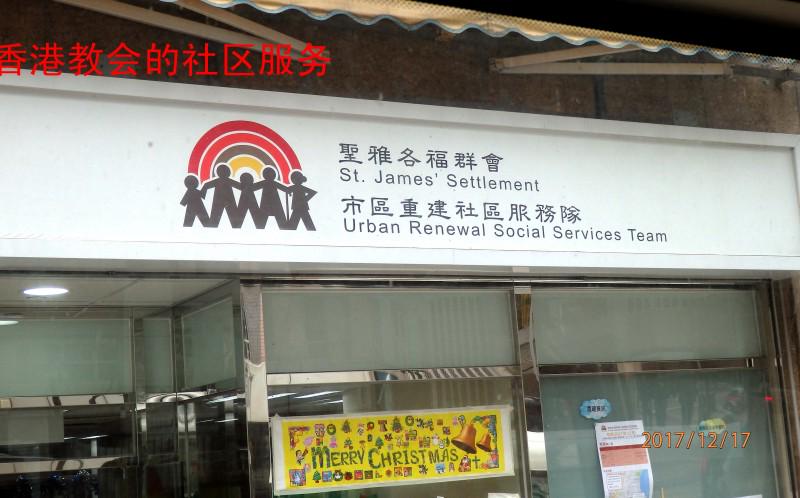 香港教会的社区服务
聖雅各福群會
St. James' Settlement
市區重建社區服務隊
Urban Renewal Social Services Team
MERRY CHRISTMAS
2017/12/17